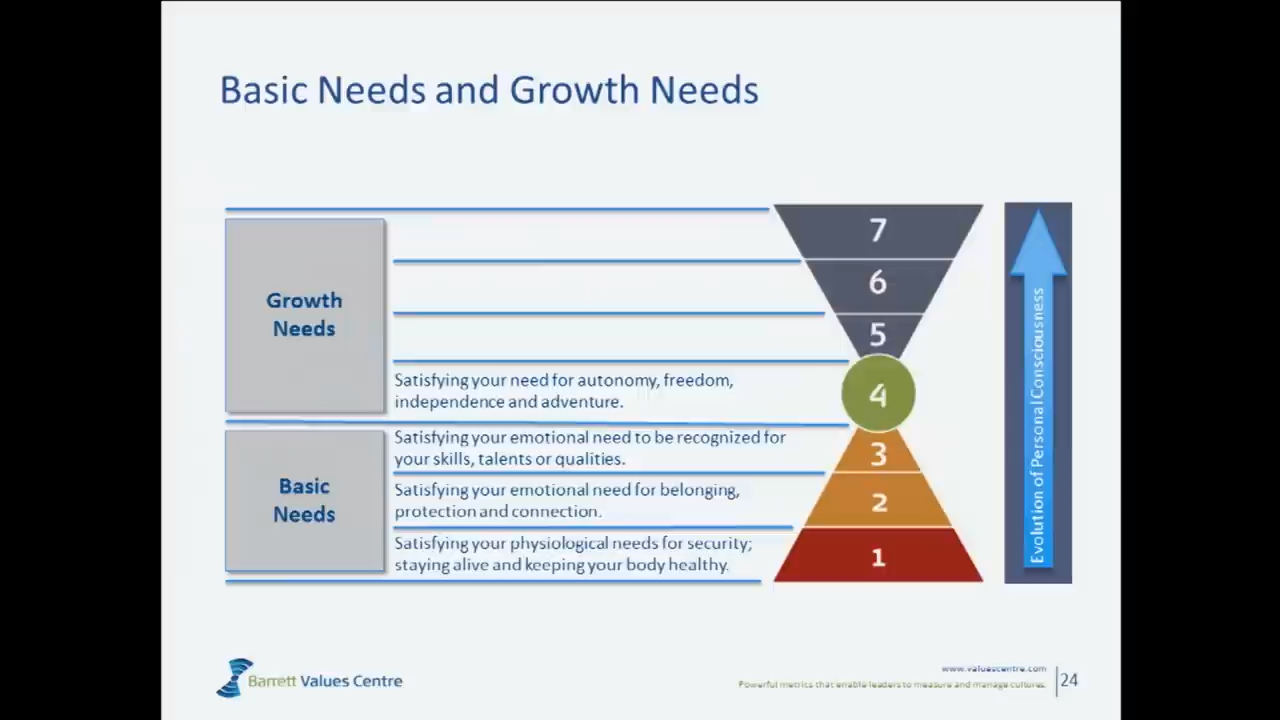 Basic Needs and Growth Needs
7
6
5
Growth
Needs
Satisfying your need for autonomy, freedom,
independence and adventure.
4
Satisfying your emotional need to be recognized for
your skills, talents or qualities.
3
Basic
Needs
Satisfying your emotional need for belonging,
protection and connection.
2
Satisfying your physiological needs for security;
staying alive and keeping your body healthy.
1
Evolution of Personal Consciousness
Barrett Values Centre
www.valuescentre.com
Powerful metrics that enable leaders to measure and manage cultures.
24